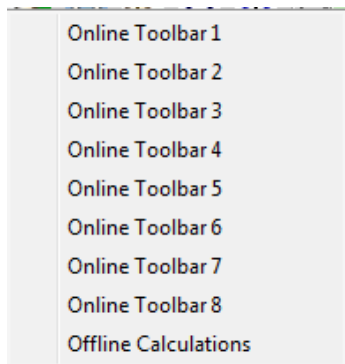 Online Toolbar 1
Online Toolbar 2
Online Toolbar 3
Online Toolbar 4
Online Toolbar 5
Online Toolbar 6
Online Toolbar 7
Online Toolbar 8
Offline Calculations